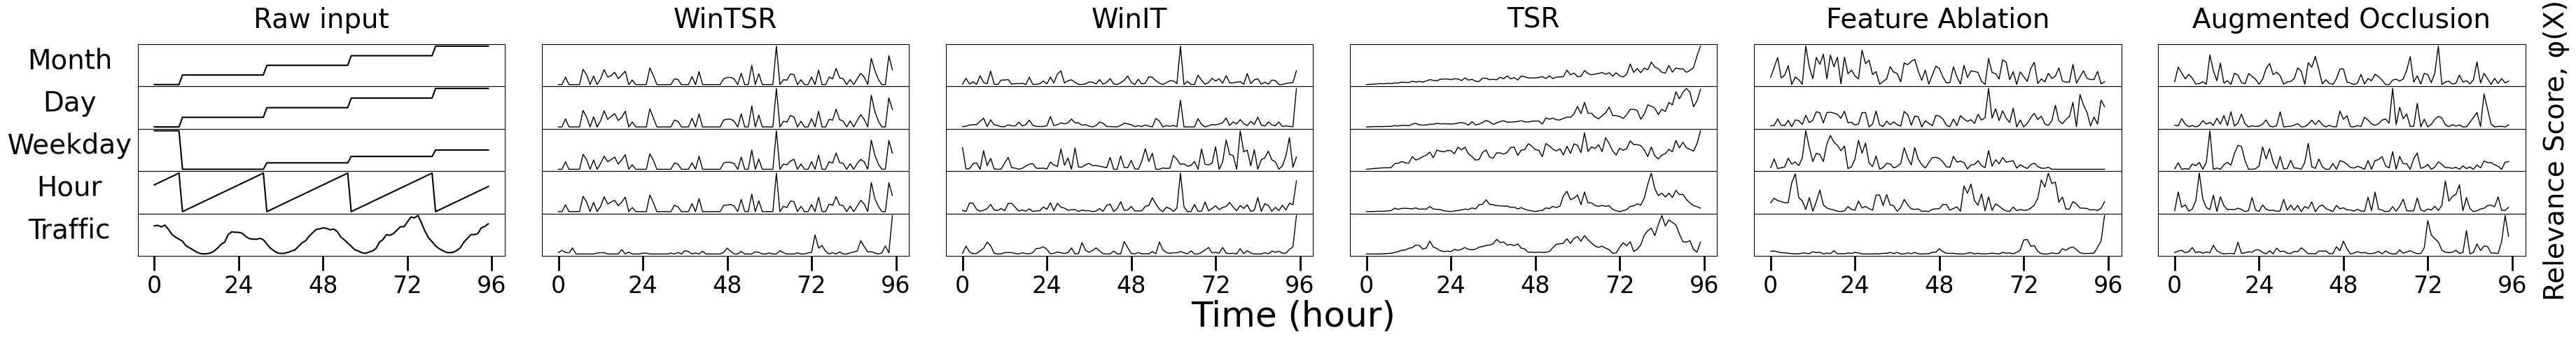 Raw input WinTSR WinIT TSR Feature Ablation Augmented Occlusion
Month
Day
Weekday
Hour
Traffic
0 24 48 72 96 0 24 48 72 96 0 24 48 72 96 0 24 48 72 96 0 24 48 72 96 0 24 48 72 96
Time (hour)
Relevance Score, φ(X)